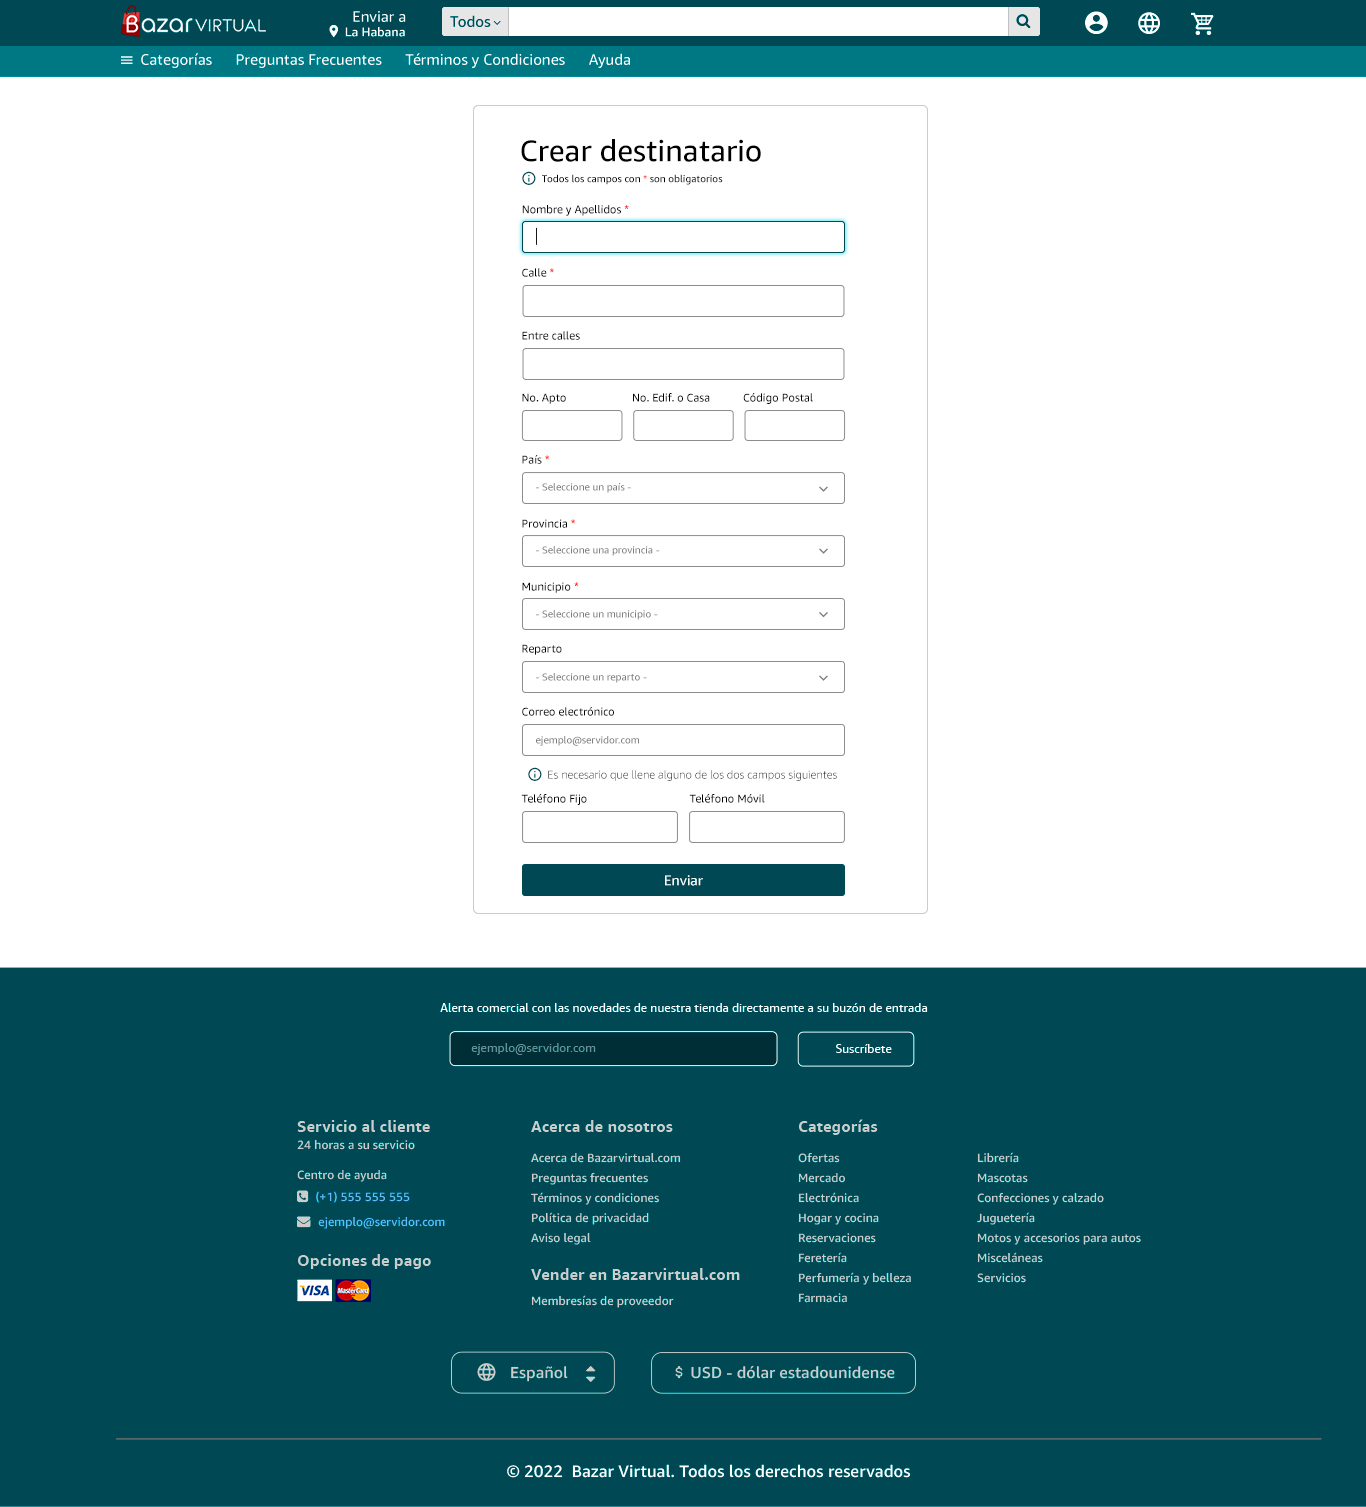 Bazar VIRTUAL
Enviar a
La Habana
Todos
Categorías Preguntas Frecuentes Términos y Condiciones Ayuda
Crear destinatario
Todos los campos con * son obligatorios
Nombre y Apellidos *
Calle *
Entre calles
No. Apto No. Edif. o Casa Código Postal
País *
- Seleccione un país -
Provincia *
- Seleccione una provincia -
Municipio *
- Seleccione un municipio -
Reparto
- Seleccione un reparto -
Correo electrónico
ejemplo@servidor.com
Es necesario que llene alguno de los dos campos siguientes
Teléfono Fijo Teléfono Móvil
Enviar
Alerta comercial con las novedades de nuestra tienda directamente a su buzón de entrada
ejemplo@servidor.com Suscríbete
Servicio al cliente
24 horas a su servicio
Centro de ayuda
(+1) 555 555 555
ejemplo@servidor.com
Opciones de pago
VISA MasterCard
Acerca de nosotros
Acerca de Bazarvirtual.com
Preguntas frecuentes
Términos y condiciones
Política de privacidad
Aviso legal
Vender en Bazarvirtual.com
Membresías de proveedor
Categorías
Ofertas
Mercado
Electrónica
Hogar y cocina
Reservaciones
Feretería
Perfumería y belleza
Farmacia
Librería
Mascotas
Confecciones y calzado
Juguetería
Motos y accesorios para autos
Misceláneas
Servicios
Español
$ USD - dólar estadounidense
© 2022 Bazar Virtual. Todos los derechos reservados